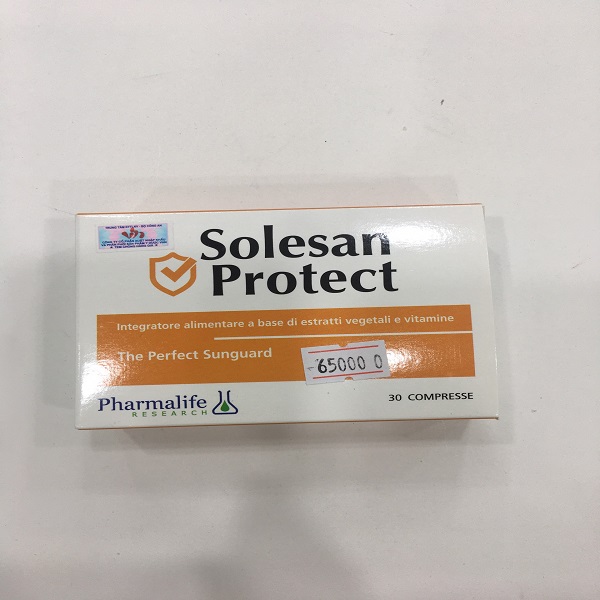 Solesan
Protect
Integratore alimentare a base di estratti vegetali e vitamine
The Perfect Sunguard
65000 0
Pharmalife
RESEARCH
30 COMPRESSE